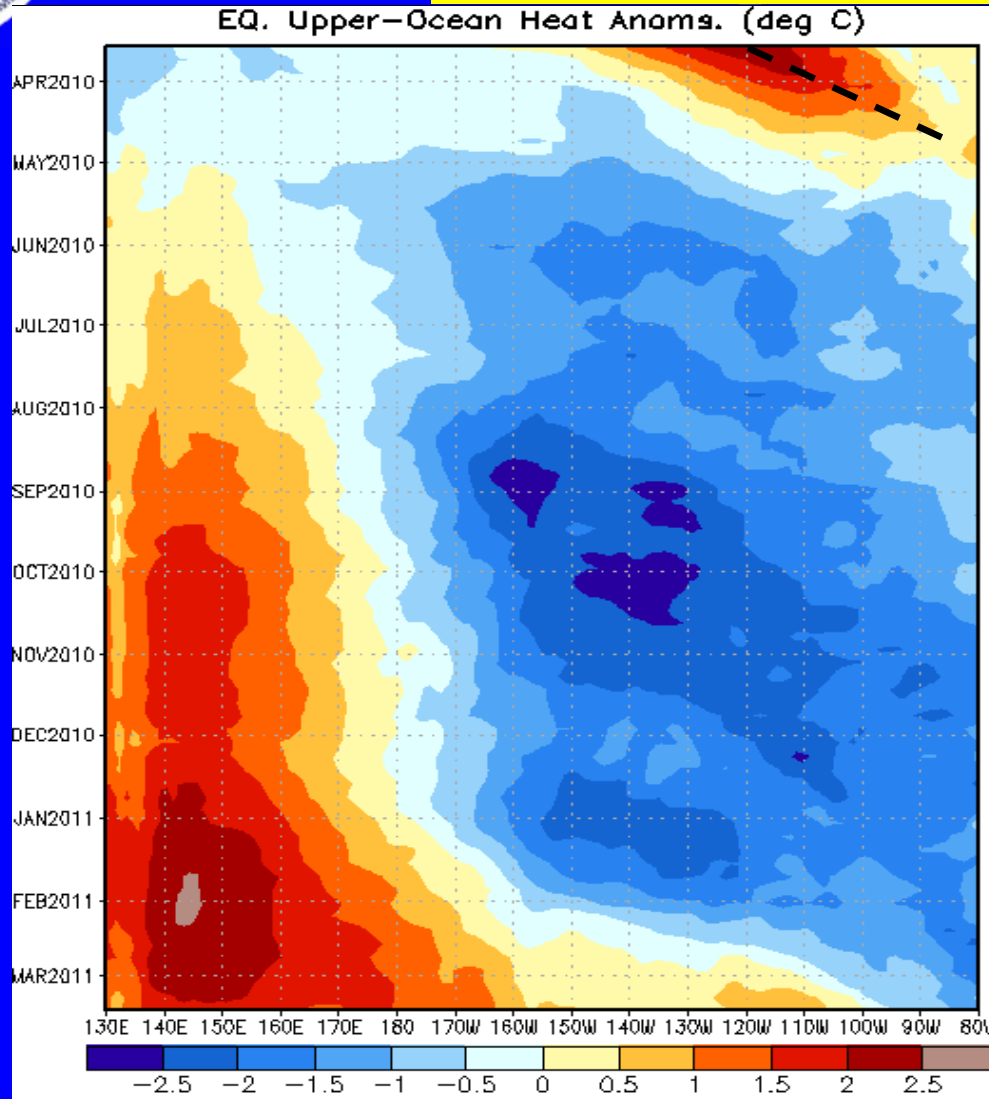 EQ. Upper-Ocean Heat Anoms. (deg C)
APR2010
MAY2010
JUN2010
JUL2010
AUG2010
SEP2010
OCT2010
NOV2010
DEC2010
JAN2011
FEB2011
MAR2011
130E 140E 150E 160E 170E 180 170W 160W 150W 140W 130W 120W 110W 100W 90W 80W
-2.5 -2 -1.5 -1 -0.5 0 0.5 1 1.5 2 2.5